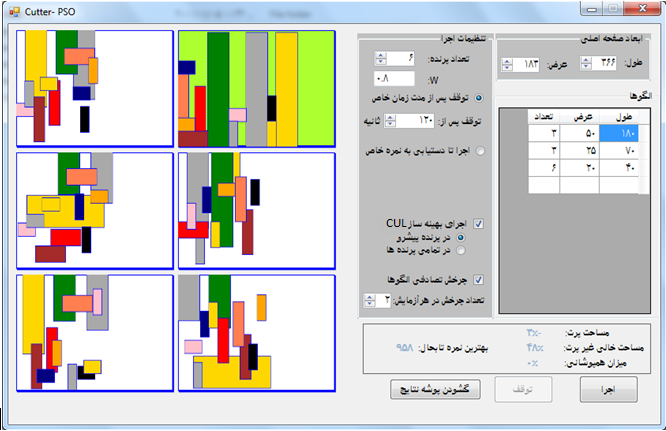 Cutter- PSO
ابعاد صفحه اصلی
طول: ۳۶۶ عرض: ۱۸۳
الگوها
طول عرض تعداد
۱۸۰ ۵۰ ۳
۷۰ ۲۵ ۳
۴۰ ۲۰ ۶
تنظیمات اجرا
تعداد پرنده: ۶
W: ۰.۸
توقف پس از مدت زمان خاص
توقف پس از: ۱۲۰ ثانیه
اجرا تا دستیابی به نمره خاص
اجرای بهینه ساز CUL
در پرنده پیشرو
در تمامی پرنده ها
چرخش تصادفی الگوها
تعداد چرخش در هر آزمایش: ۲
مساحت پرت: ۳٪-
مساحت خالی غیر پرت: ۴۸٪ بهترین نمره تا بحال: ۹۵۸
میزان همپوشانی: ۰٪
اجرا توقف گشودن پوشه نتایج